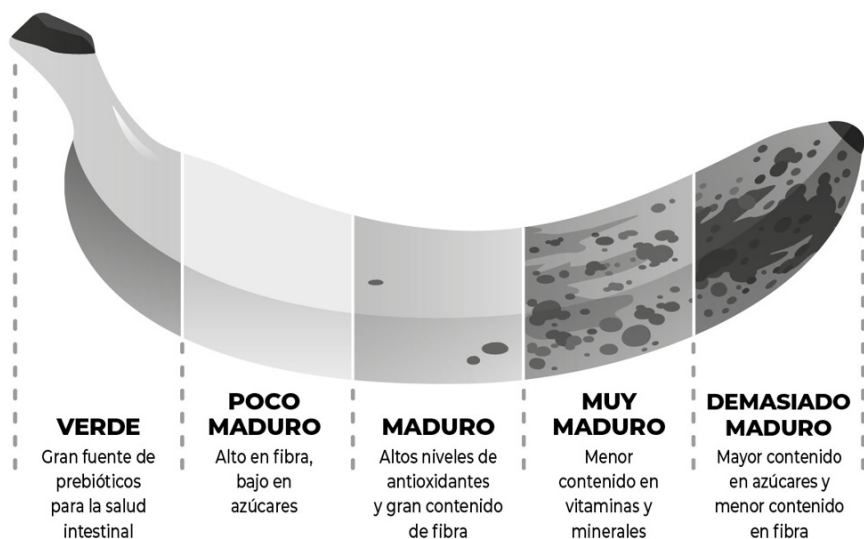 VERDE
Gran fuente de
prebióticos
para la salud
intestinal
POCO
MADURO
Alto en fibra,
bajo en
azúcares
MADURO
Altos niveles de
antioxidantes
y gran contenido
de fibra
MUY
MADURO
Menor
contenido en
vitaminas y
minerales
DEMASIADO
MADURO
Mayor contenido
en azúcares y
menor contenido
en fibra